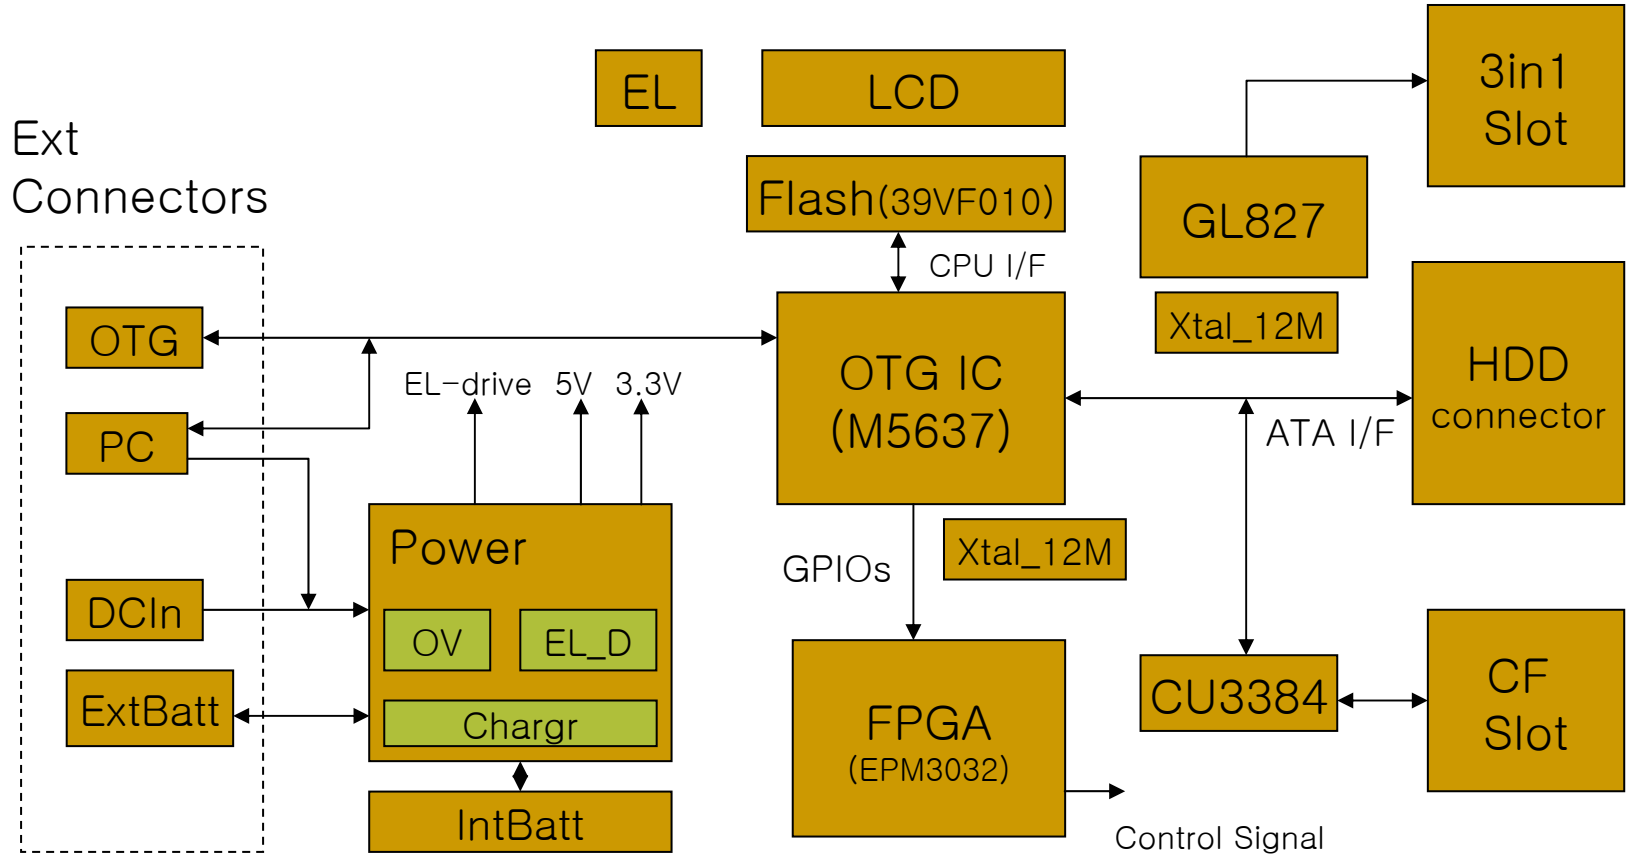 Ext
Connectors
OTG
PC
DCIn
ExtBatt
EL-drive 5V 3.3V
Power
OV
EL_D
Chargr
IntBatt
EL
LCD
Flash(39VF010)
CPU I/F
OTG IC
(M5637)
Xtal_12M
GPIOs
FPGA
(EPM3032)
Control Signal
3in1
Slot
GL827
Xtal_12M
HDD
connector
ATA I/F
CU3384
CF
Slot